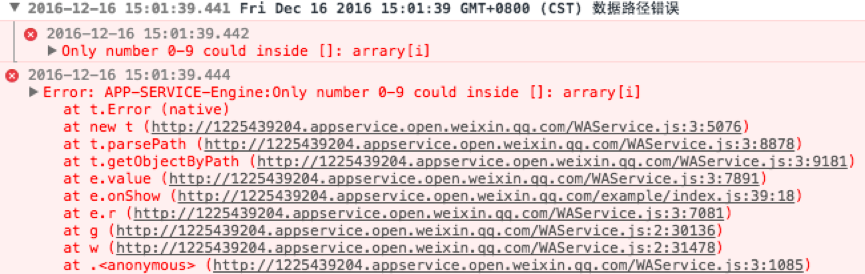 2016-12-16 15:01:39.441 Fri Dec 16 2016 15:01:39 GMT+0800 (CST) 数据路径错误
2016-12-16 15:01:39.442
Only number 0-9 could inside []: arrary[i]
2016-12-16 15:01:39.444
Error: APP-SERVICE-Engine:Only number 0-9 could inside []: arrary[i]
at t.Error (native)
at new t (http://1225439204.appservice.open.weixin.qq.com/WAService.js:3:5076)
at t.parsePath (http://1225439204.appservice.open.weixin.qq.com/WAService.js:3:8878)
at t.getObjectByPath (http://1225439204.appservice.open.weixin.qq.com/WAService.js:3:9181)
at e.value (http://1225439204.appservice.open.weixin.qq.com/WAService.js:3:7891)
at e.onShow (http://1225439204.appservice.open.weixin.qq.com/example/index.js:39:18)
at e.r (http://1225439204.appservice.open.weixin.qq.com/WAService.js:3:7081)
at g (http://1225439204.appservice.open.weixin.qq.com/WAService.js:2:30136)
at w (http://1225439204.appservice.open.weixin.qq.com/WAService.js:2:31478)
at .<anonymous> (http://1225439204.appservice.open.weixin.qq.com/WAService.js:3:1085)